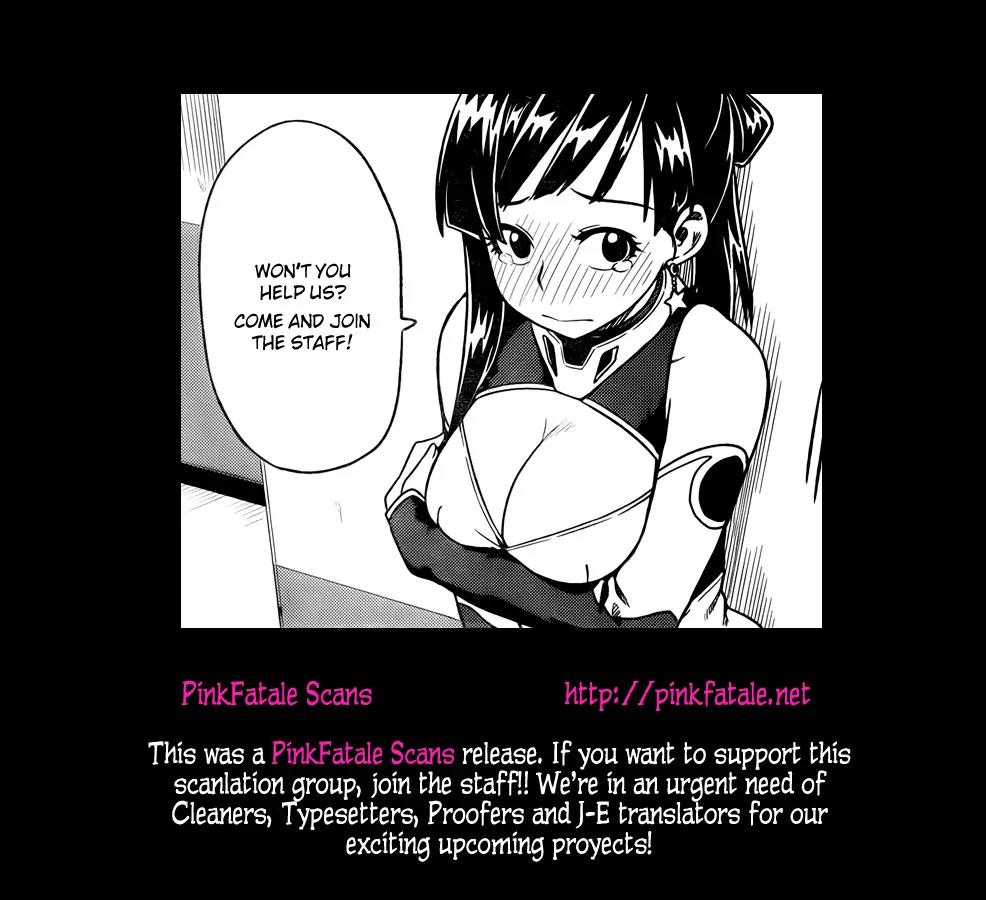 WON'T YOU
HELP US?
COME AND JOIN
THE STAFF!
PinkFatale Scans
http://pinkfatale.net
This was a PinkFatale Scans release. If you want to support this
scanlation group, join the staff!! We're in an urgent need of
Cleaners, Typesetters, Proofers and J-E translators for our
exciting upcoming proyects!